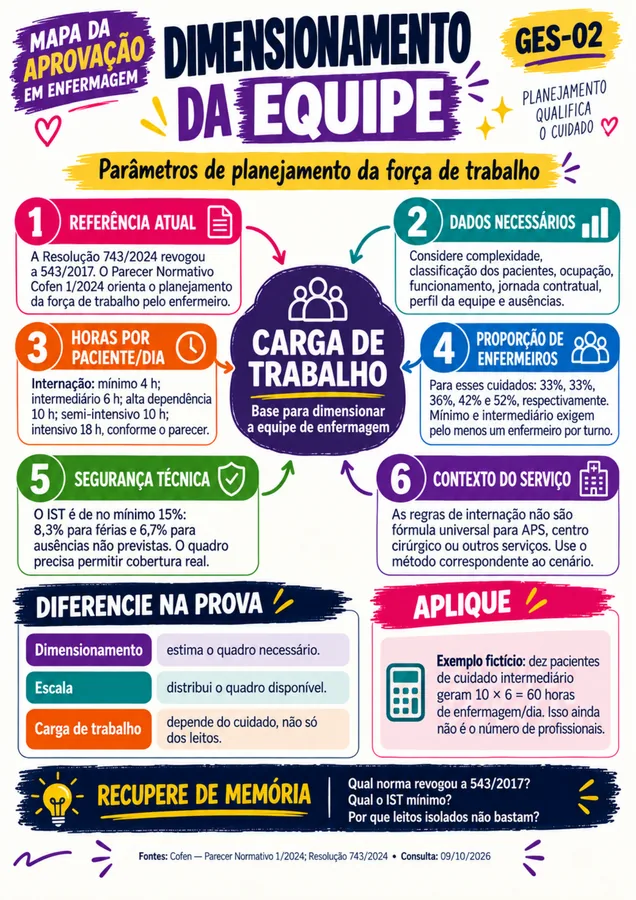 MAPA DA
APROVAÇÃO
EM ENFERMAGEM
DIMENSIONAMENTO
DA EQUIPE
GES-02
PLANEJAMENTO
QUALIFICA
O CUIDADO
Parâmetros de planejamento da força de trabalho
1 REFERÊNCIA ATUAL
A Resolução 743/2024 revogou
a 543/2017. O Parecer Normativo
Cofen 1/2024 orienta o planejamento
da força de trabalho pelo enfermeiro.
2 DADOS NECESSÁRIOS
Considere complexidade,
classificação dos pacientes, ocupação,
funcionamento, jornada contratual,
perfil da equipe e ausências.
3 HORAS POR
PACIENTE/DIA
Internação: mínimo 4 h;
intermediário 6 h; alta dependência
10 h; semi-intensivo 10 h;
intensivo 18 h, conforme o parecer.
CARGA DE
TRABALHO
Base para dimensionar
a equipe de enfermagem
4 PROPORÇÃO DE
ENFERMEIROS
Para esses cuidados: 33%, 33%,
36%, 42% e 52%, respectivamente.
Mínimo e intermediário exigem
pelo menos um enfermeiro por turno.
5 SEGURANÇA TÉCNICA
O IST é de no mínimo 15%:
8,3% para férias e 6,7% para
ausências não previstas. O quadro
precisa permitir cobertura real.
6 CONTEXTO DO SERVIÇO
As regras de internação não são
fórmula universal para APS, centro
cirúrgico ou outros serviços. Use o
método correspondente ao cenário.
DIFERENCIE NA PROVA
Dimensionamento estima o quadro necessário.
Escala distribui o quadro disponível.
Carga de trabalho depende do cuidado, não só
dos leitos.
APLIQUE
Exemplo fictício: dez pacientes
de cuidado intermediário
geram 10 × 6 = 60 horas
de enfermagem/dia. Isso ainda
não é o número de profissionais.
RECUPERE DE MEMÓRIA
Qual norma revogou a 543/2017?
Qual o IST mínimo?
Por que leitos isolados não bastam?
Fontes: Cofen — Parecer Normativo 1/2024; Resolução 743/2024 • Consulta: 09/10/2026